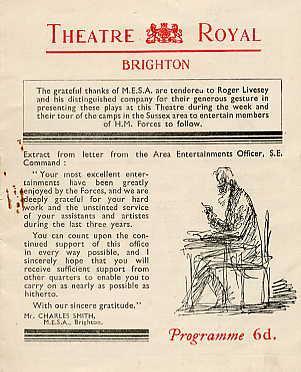 THEATRE ROYAL
BRIGHTON
The grateful thanks of M.E.S.A. are tendered to Roger Livesey
and his distinguished company for their generous gesture in
presenting these plays at this Theatre during the week and
their tour of the camps in the Sussex area to entertain members
of H.M. Forces to follow.
Extract from letter from the Area Entertainments Officer, S.E.
Command :
"Your most excellent enter-
tainments have been greatly
enjoyed by the Forces, and we are
deeply grateful for your hard
work and the unstinted service
of your assistants and artistes
during the last three years.
You can count upon the con-
tinued support of this office
in every way possible, and I
sincerely hope that you will
receive sufficient support from
other quarters to enable you to
carry on as nearly as possible as
hitherto.
With our sincere gratitude."
Mr. CHARLES SMITH,
M.E.S.A., Brighton.
Programme 6d.